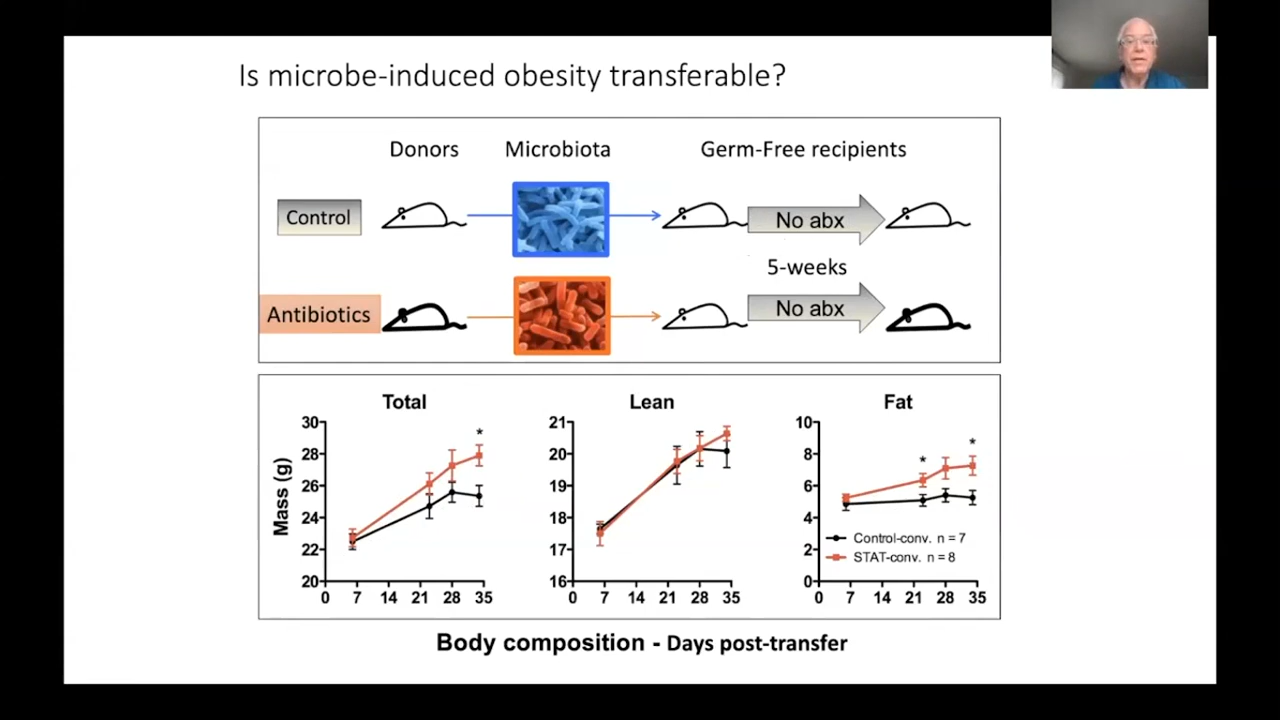 Is microbe-induced obesity transferable?
Donors Microbiota Germ-Free recipients
Control
No abx
5-weeks
Antibiotics
No abx
Total Lean Fat
Mass (g)
30
28
26
24
22
20
0 7 14 21 28 35
*
21
20
19
18
17
16
0 7 14 21 28 35
10
8
6
4
2
0
0 7 14 21 28 35
*
*
Control-conv. n = 7
STAT-conv. n = 8
Body composition - Days post-transfer